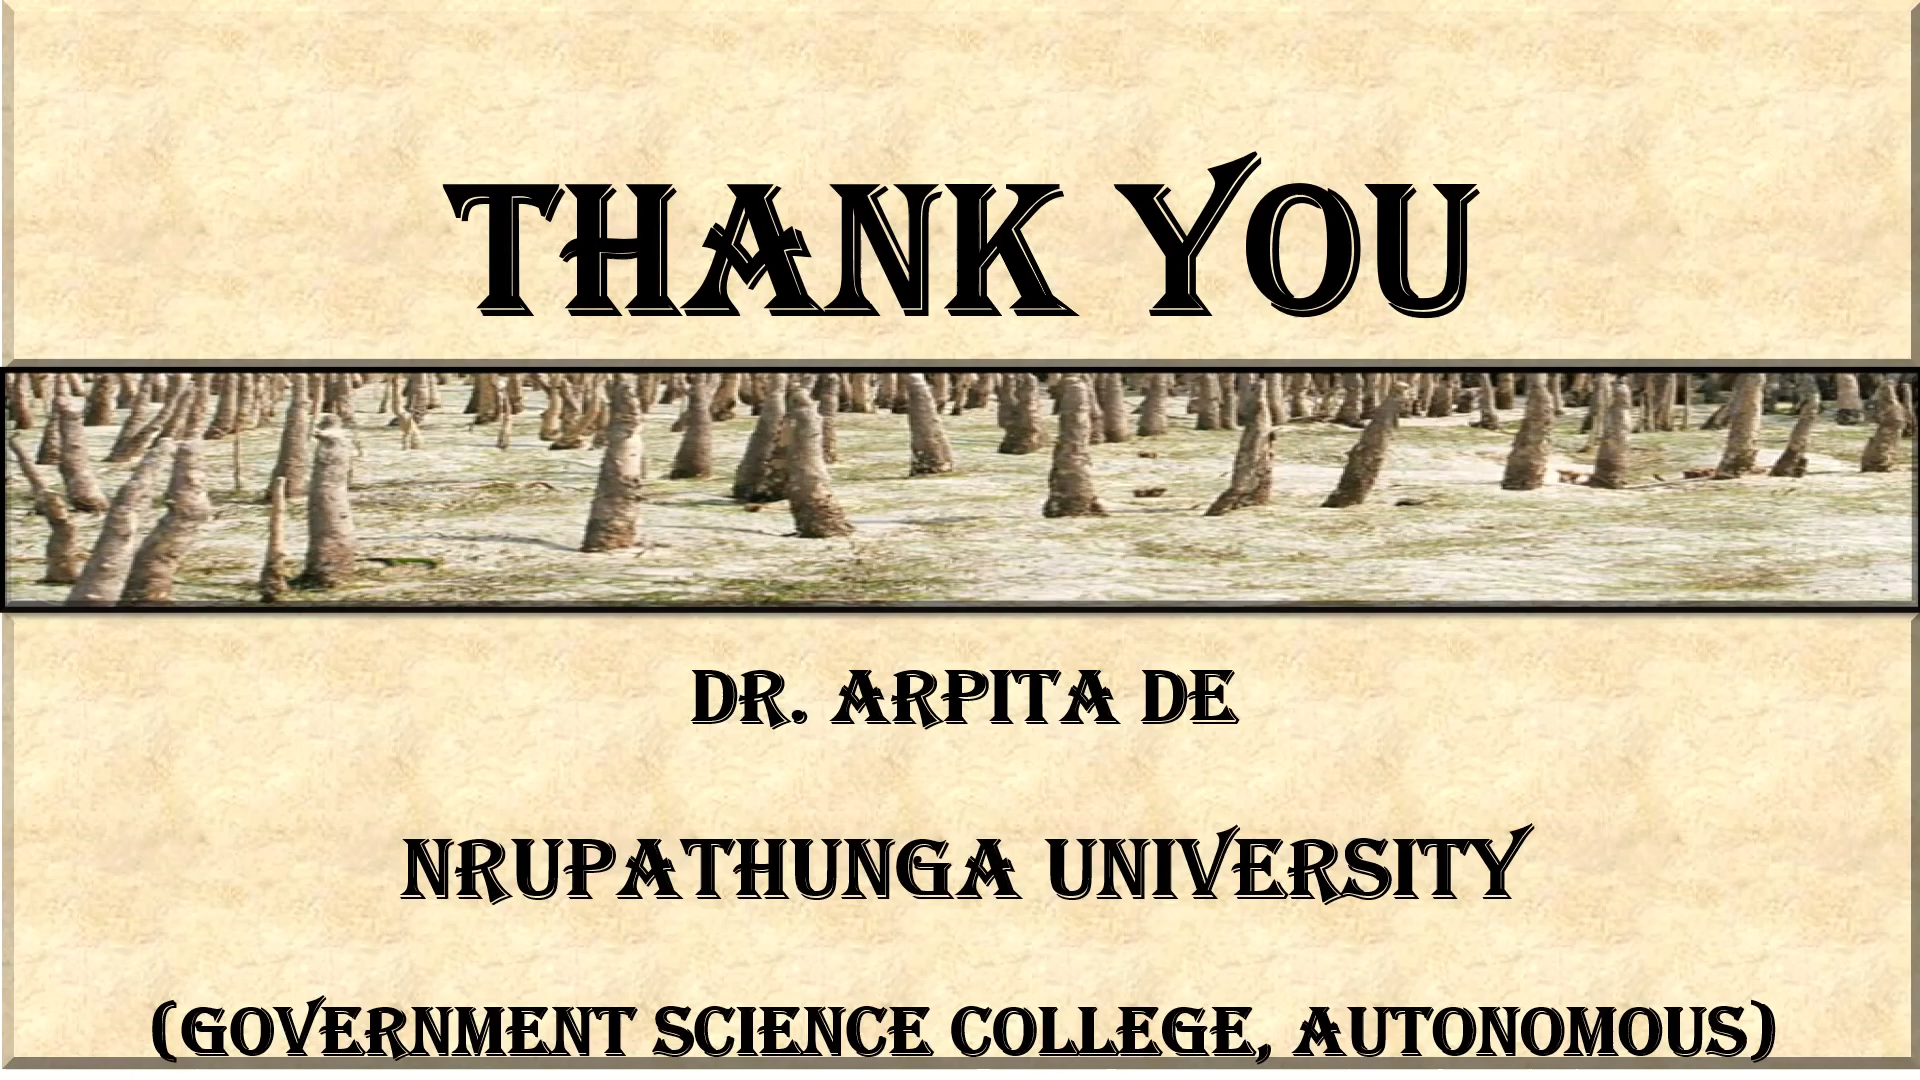 THANK YOU
DR. ARPITA DE
NRUPATHUNGA UNIVERSITY
(GOVERNMENT SCIENCE COLLEGE, AUTONOMOUS)